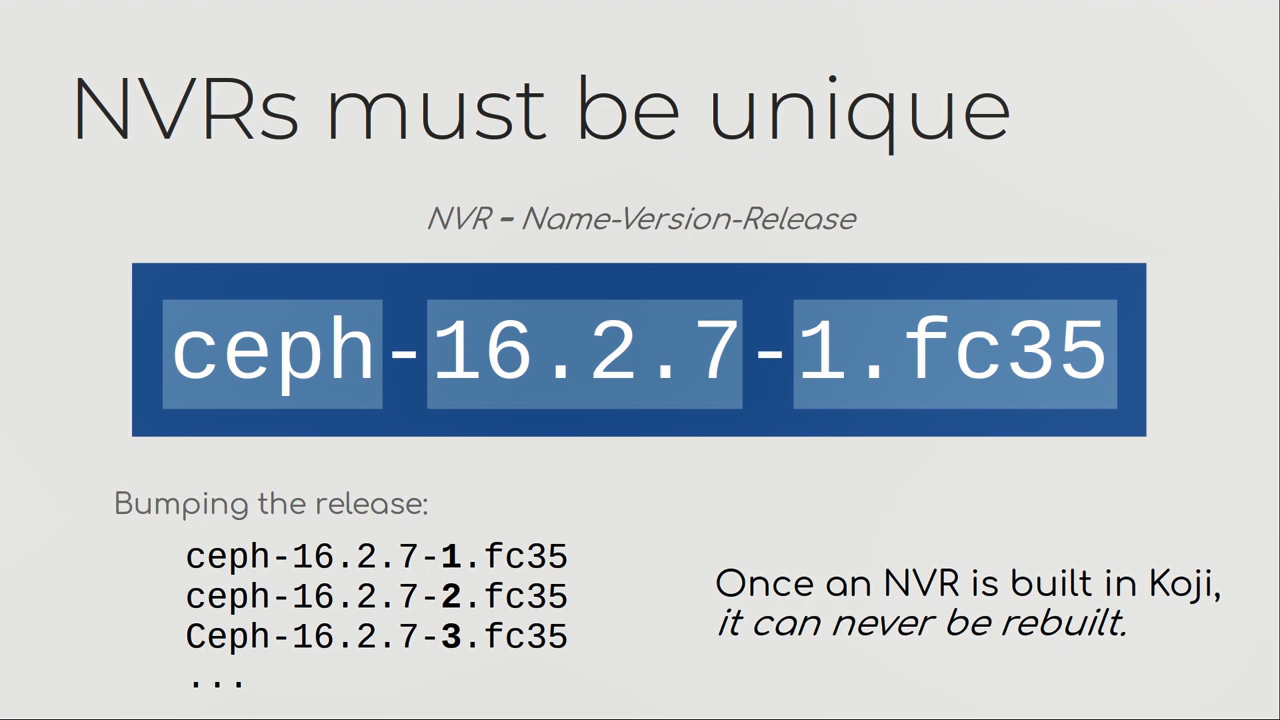 NVRs must be unique
NVR – Name-Version-Release
ceph-16.2.7-1.fc35
Bumping the release:
ceph-16.2.7-1.fc35
ceph-16.2.7-2.fc35
Ceph-16.2.7-3.fc35
...
Once an NVR is built in Koji,
it can never be rebuilt.